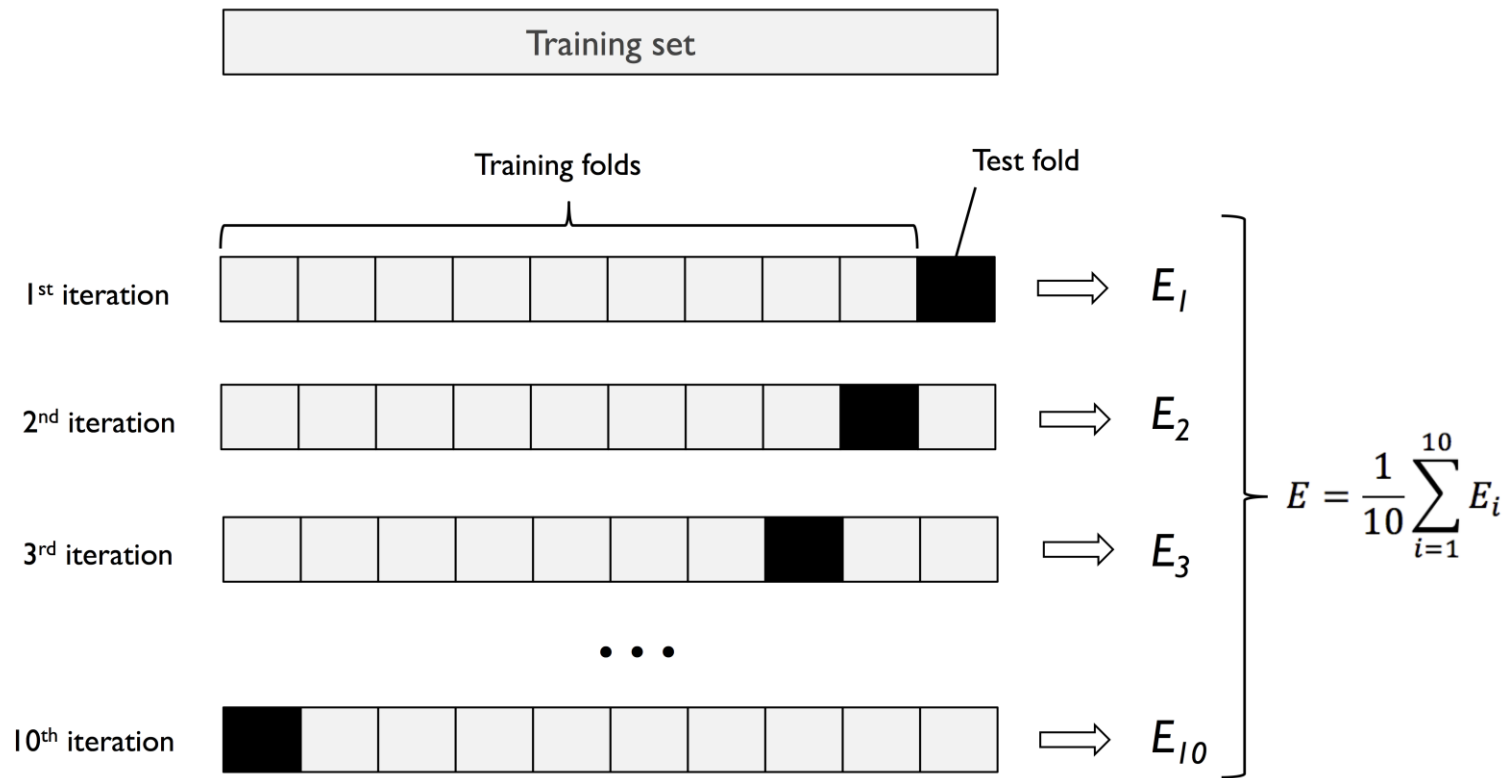 Training set
Training folds
Test fold
1st iteration
E1
2nd iteration
E2
E = 1/10 10∑i=1 Ei
3rd iteration
E3
• • •
10th iteration
E10